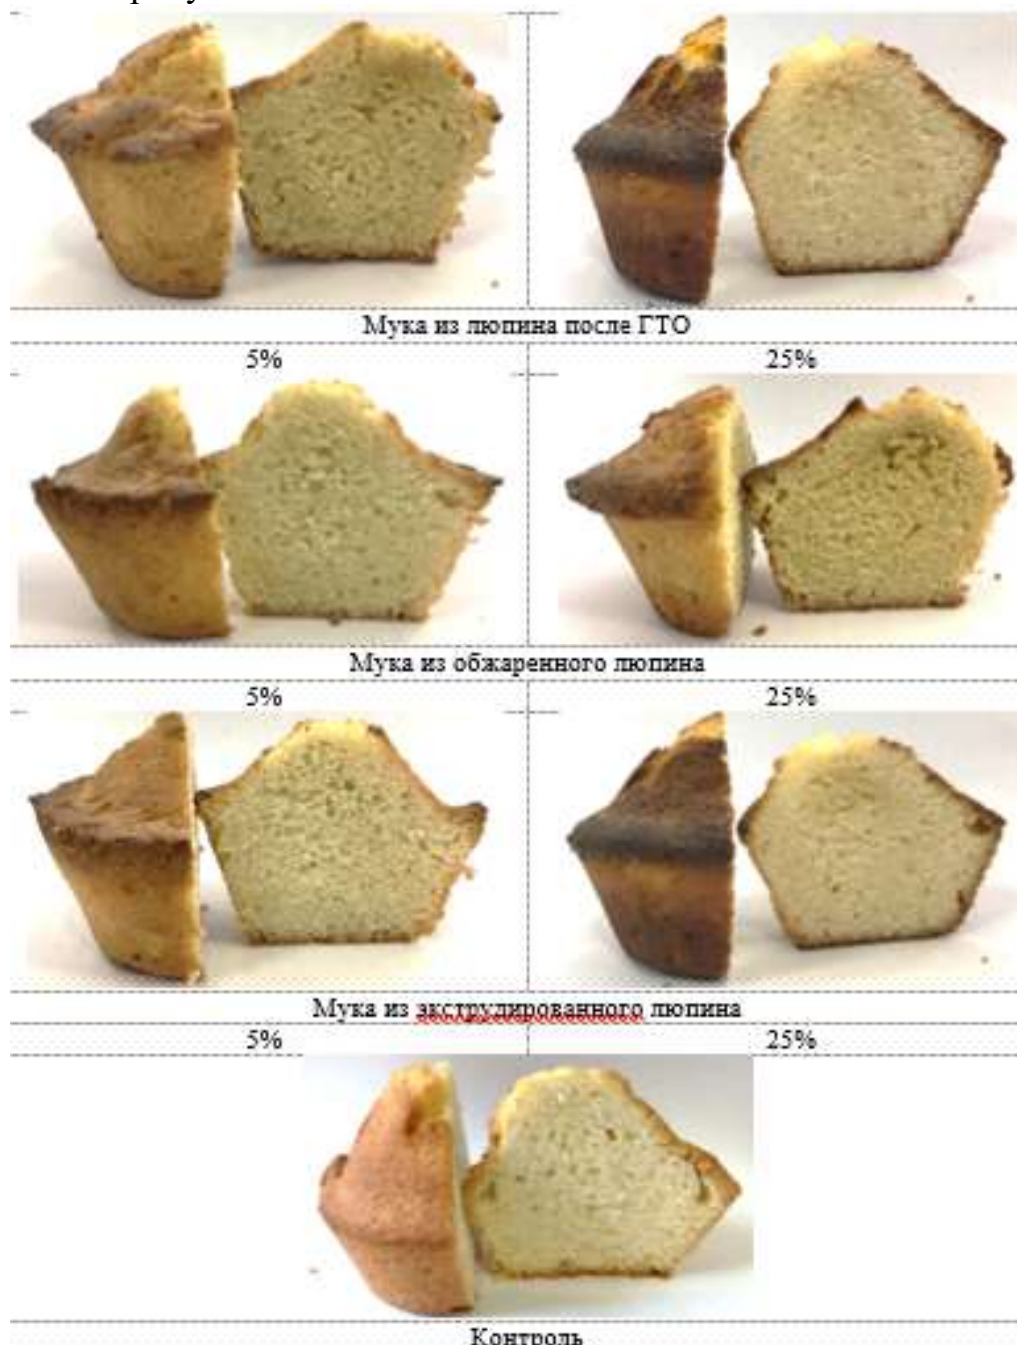 Мука из люпина после ГТО
5% 25%
Мука из обжаренного люпина
5% 25%
Мука из экструдированного люпина
5% 25%
Контроль